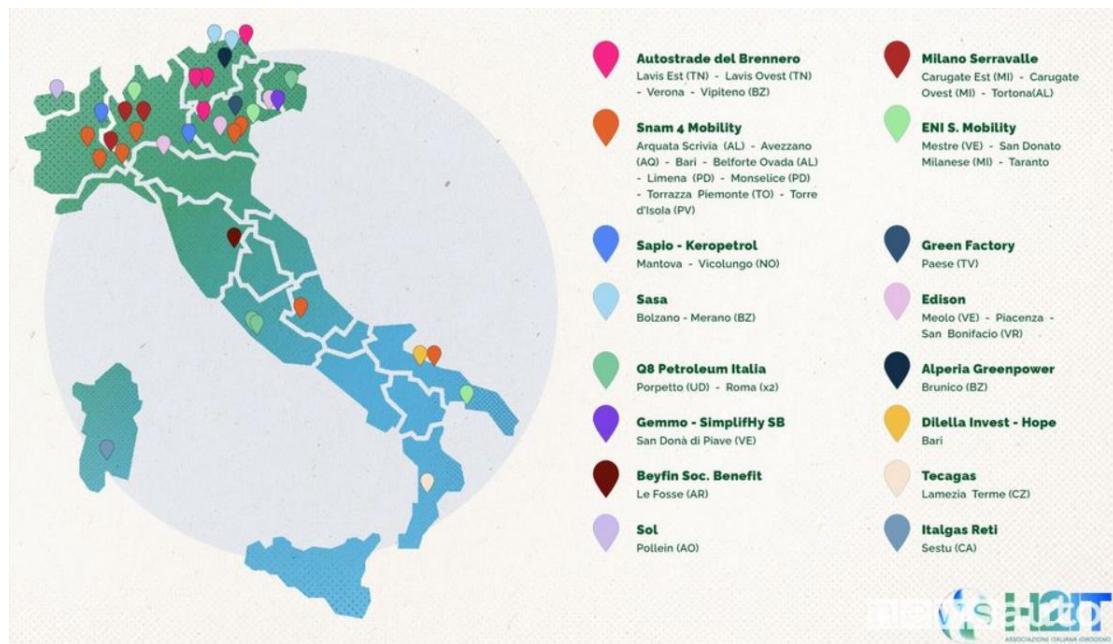 Autostrade del Brennero
Lavis Est (TN) - Lavis Ovest (TN)
- Verona - Vipiteno (BZ)
Snam 4 Mobility
Arquata Scrivia (AL) - Avezzano
(AQ) - Bari - Belforte Ovada (AL)
- Limena (PD) - Monselice (PD)
- Torrazza Piemonte (TO) - Torre
d'Isola (PV)
Sapio - Keropetrol
Mantova - Vicolungo (NO)
Sasa
Bolzano - Merano (BZ)
Q8 Petroleum Italia
Porpetto (UD) - Roma (x2)
Gemmo - SimplifHy SB
San Donà di Piave (VE)
Beyfin Soc. Benefit
Le Fosse (AR)
Sol
Pollein (AO)
Milano Serravalle
Carugate Est (MI) - Carugate
Ovest (MI) - Tortona(AL)
ENI S. Mobility
Mestre (VE) - San Donato
Milanese (MI) - Taranto
Green Factory
Paese (TV)
Edison
Meolo (VE) - Piacenza -
San Bonifacio (VR)
Alperia Greenpower
Brunico (BZ)
Dilella Invest - Hope
Bari
Tecagas
Lamezia Terme (CZ)
Italgas Reti
Sestu (CA)
newsauto
H2IT
ASSOCIAZIONE ITALIANA IDROGENO